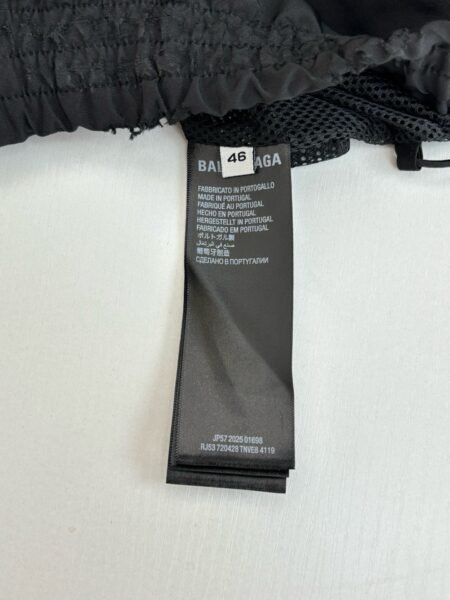 46
FABBRICATO IN PORTOGALLO
MADE IN PORTUGAL
FABRIQUÉ AU PORTUGAL
HECHO EN PORTUGAL
HERGESTELLT IN PORTUGAL
FABRICADO EM PORTUGAL
ポルトガル製
صنع في البرتغال
葡萄牙制造
СДЕЛАНО В ПОРТУГАЛИИ
JP57 2025 01698
RJ53 720428 TNVE8 4119